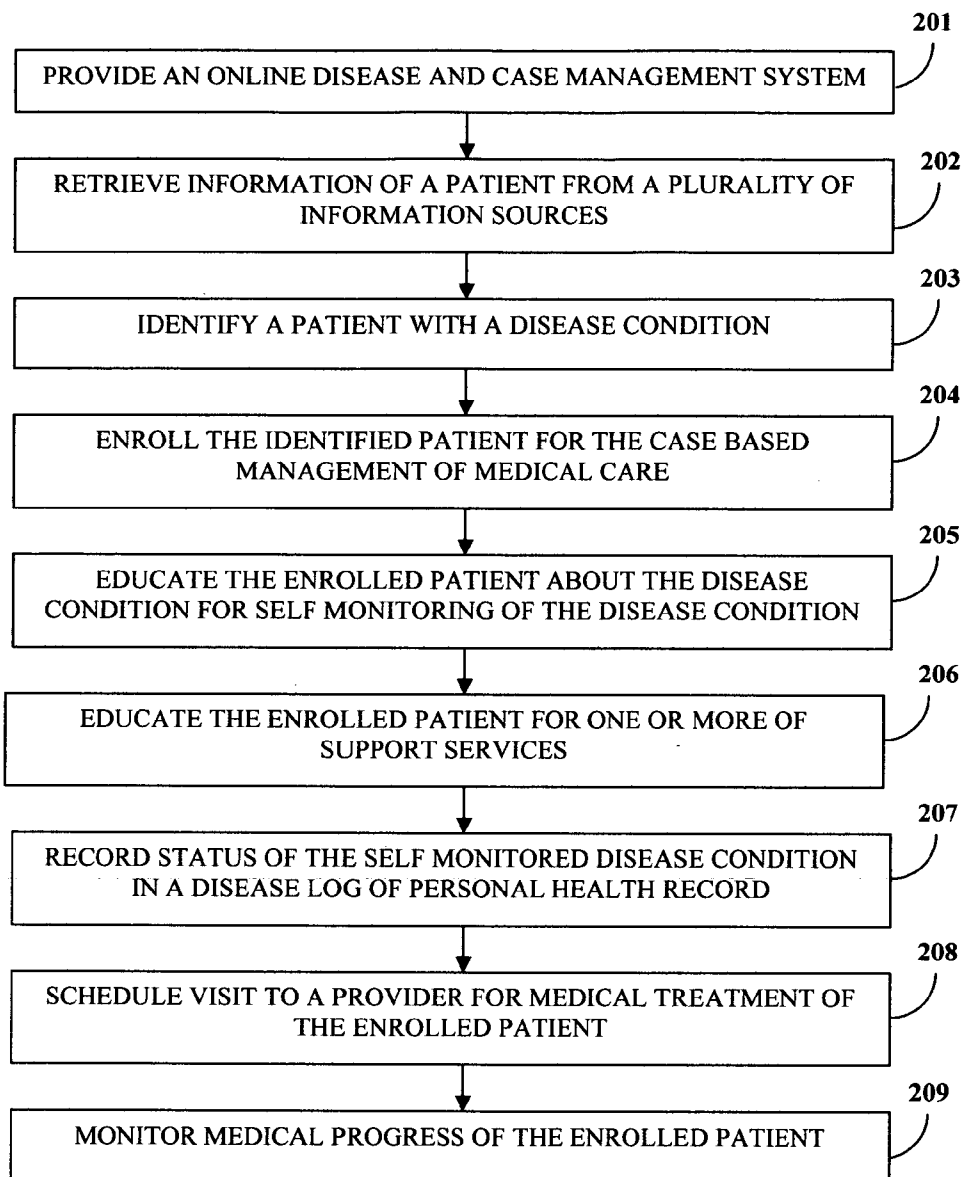 201
PROVIDE AN ONLINE DISEASE AND CASE MANAGEMENT SYSTEM
202
RETRIEVE INFORMATION OF A PATIENT FROM A PLURALITY OF
INFORMATION SOURCES
203
IDENTIFY A PATIENT WITH A DISEASE CONDITION
204
ENROLL THE IDENTIFIED PATIENT FOR THE CASE BASED
MANAGEMENT OF MEDICAL CARE
205
EDUCATE THE ENROLLED PATIENT ABOUT THE DISEASE
CONDITION FOR SELF MONITORING OF THE DISEASE CONDITION
206
EDUCATE THE ENROLLED PATIENT FOR ONE OR MORE OF
SUPPORT SERVICES
207
RECORD STATUS OF THE SELF MONITORED DISEASE CONDITION
IN A DISEASE LOG OF PERSONAL HEALTH RECORD
208
SCHEDULE VISIT TO A PROVIDER FOR MEDICAL TREATMENT OF
THE ENROLLED PATIENT
209
MONITOR MEDICAL PROGRESS OF THE ENROLLED PATIENT